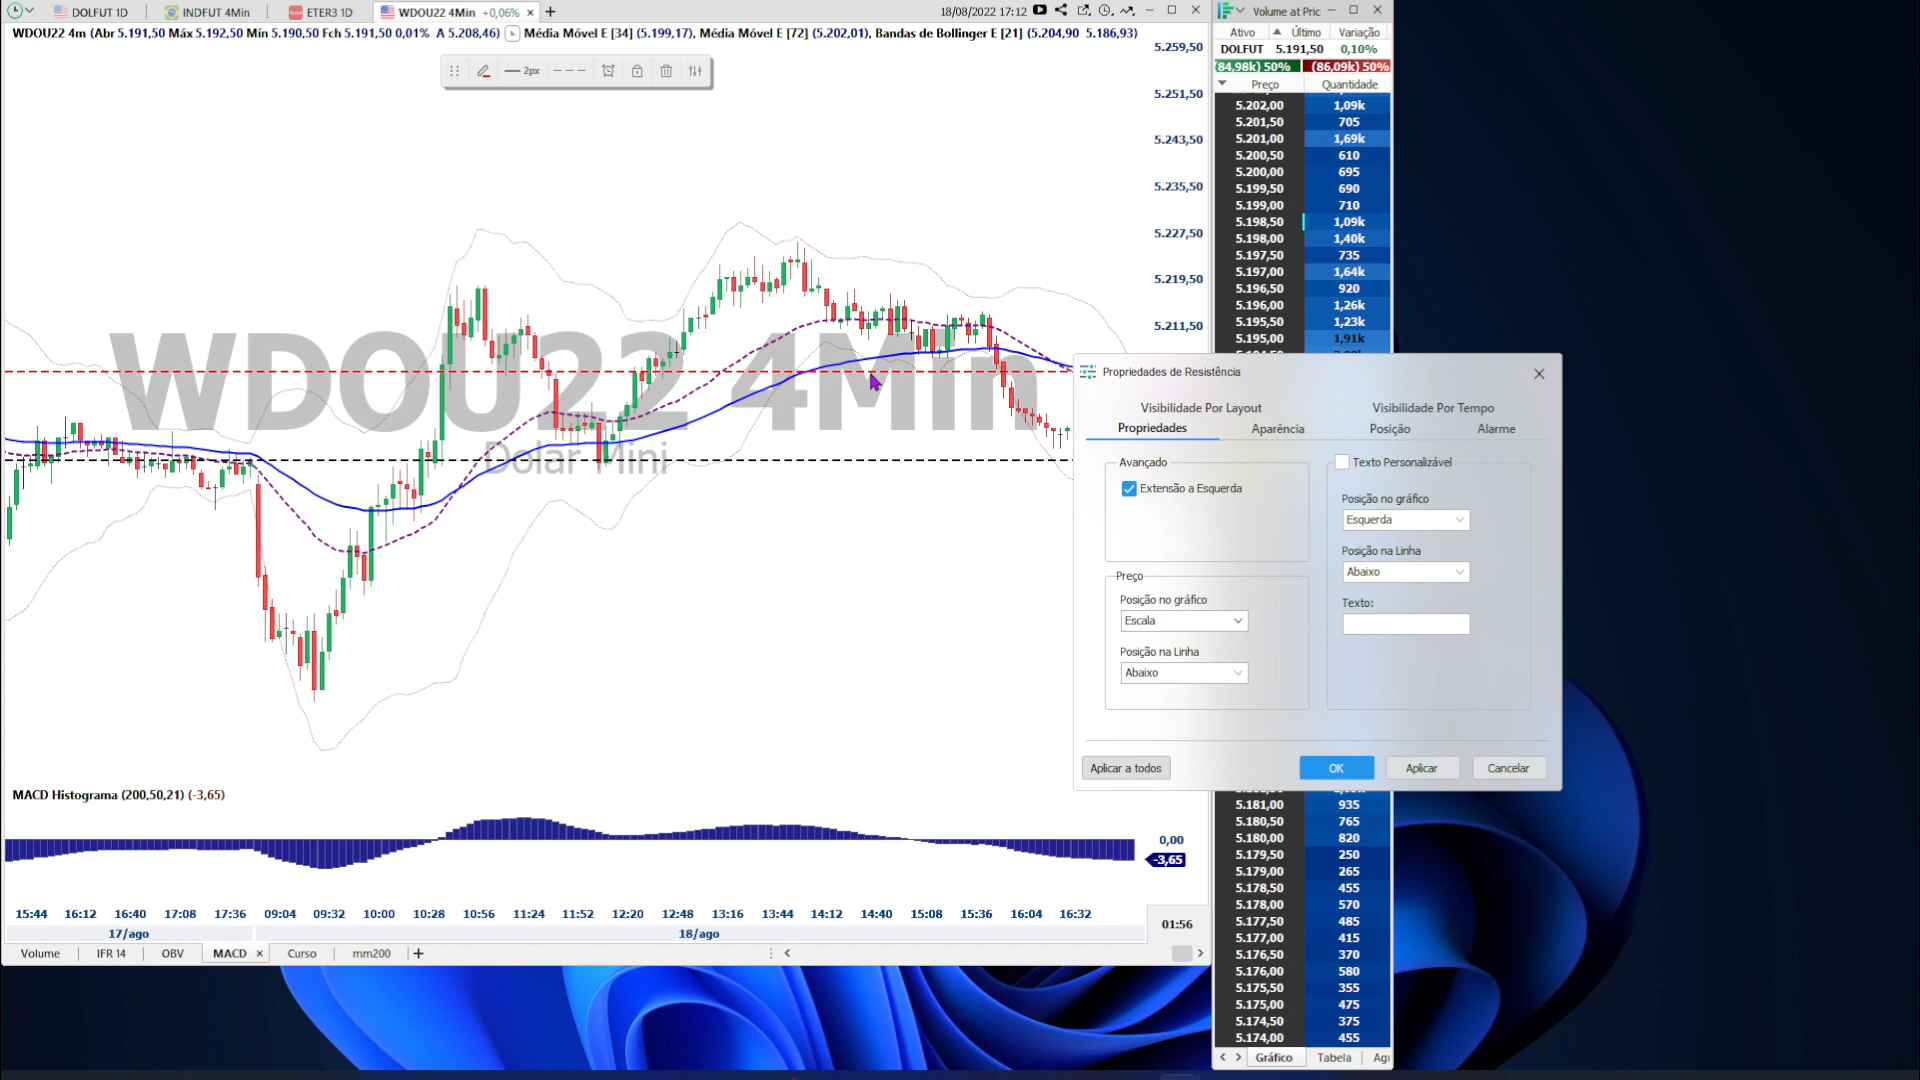 DOLFUT 1D
INDFUT 4Min
ETER3 1D
WDOU22 4Min +0,06%
18/08/2022 17:12
Volume at Pric
WDOU22 4m (Abr 5.191,50 Máx 5.192,50 Mín 5.190,50 Fch 5.191,50 0,01% A 5.208,46) Média Móvel E [34] (5.199,17), Média Móvel E [72] (5.202,01), Bandas de Bollinger E [21] (5.204,90 5.186,93)
2px
Ativo Último Variação
DOLFUT 5.191,50 0,10%
(84,98k) 50% (86,09k) 50%
Preço Quantidade
5.202,00 1,09k
5.201,50 705
5.201,00 1,69k
5.200,50 610
5.200,00 695
5.199,50 690
5.199,00 710
5.198,50 1,09k
5.198,00 1,40k
5.197,50 735
5.197,00 1,64k
5.196,50 920
5.196,00 1,26k
5.195,50 1,23k
5.195,00 1,91k
5.259,50
5.251,50
5.243,50
5.235,50
5.227,50
5.219,50
5.211,50
WDOU22 4Min
Dolar Mini
Propriedades de Resistência
Visibilidade Por Layout
Visibilidade Por Tempo
Propriedades
Aparência
Posição
Alarme
Avançado
Extensão a Esquerda
Preço
Posição no gráfico
Escala
Posição na Linha
Abaixo
Texto Personalizável
Posição no gráfico
Esquerda
Posição na Linha
Abaixo
Texto:
Aplicar a todos
OK
Aplicar
Cancelar
5.181,00 935
5.180,50 765
5.180,00 820
5.179,50 250
5.179,00 265
5.178,50 455
5.178,00 570
5.177,50 485
5.177,00 415
5.176,50 370
5.176,00 580
5.175,50 355
5.175,00 475
5.174,50 375
5.174,00 455
Gráfico
Tabela
MACD Histograma (200,50,21) (-3,65)
0,00
-3,65
15:44 16:12 16:40 17:08 17:36 09:04 09:32 10:00 10:28 10:56 11:24 11:52 12:20 12:48 13:16 13:44 14:12 14:40 15:08 15:36 16:04 16:32
17/ago 18/ago
01:56
Volume
IFR 14
OBV
MACD
Curso
mm200